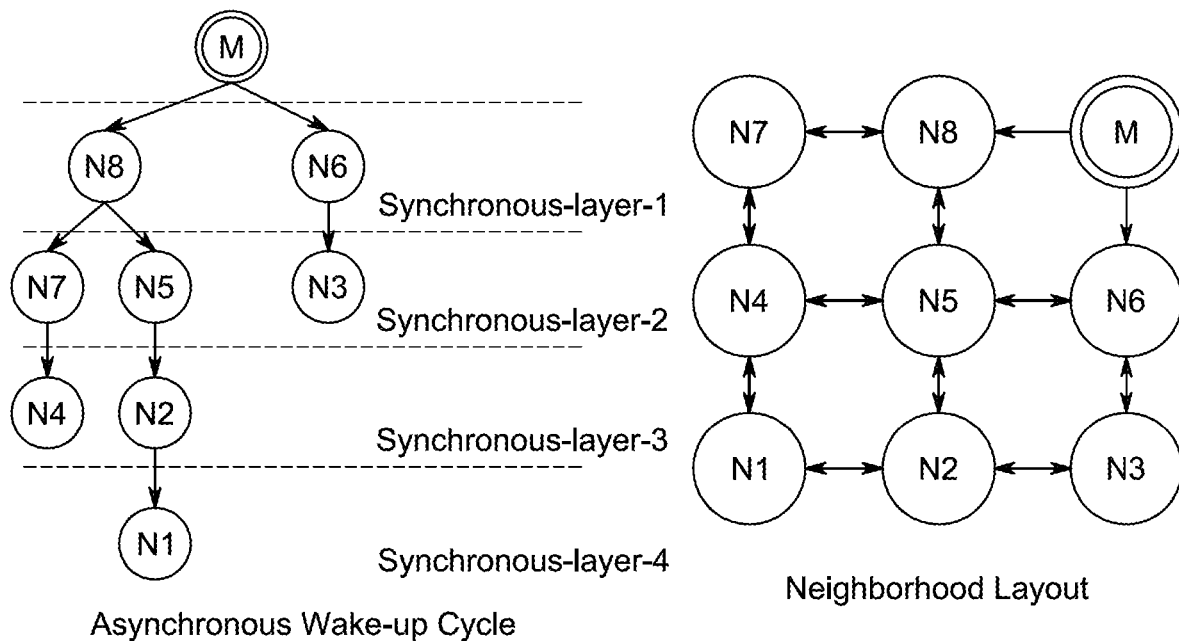 M
N8
N6
Synchronous-layer-1
N7
N5
N3
Synchronous-layer-2
N4
N2
Synchronous-layer-3
N1
Synchronous-layer-4
Asynchronous Wake-up Cycle
N7
N8
M
N4
N5
N6
N1
N2
N3
Neighborhood Layout